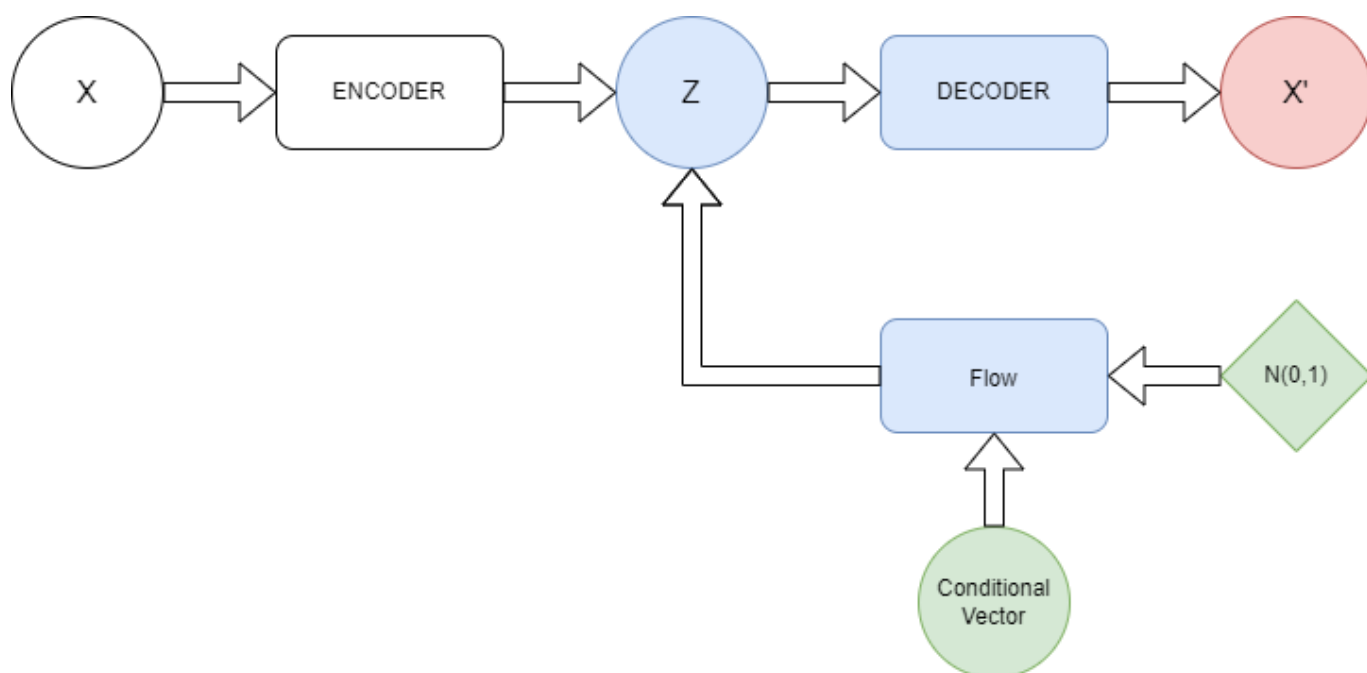 X
ENCODER
Z
DECODER
X'
Flow
N(0,1)
Conditional
Vector